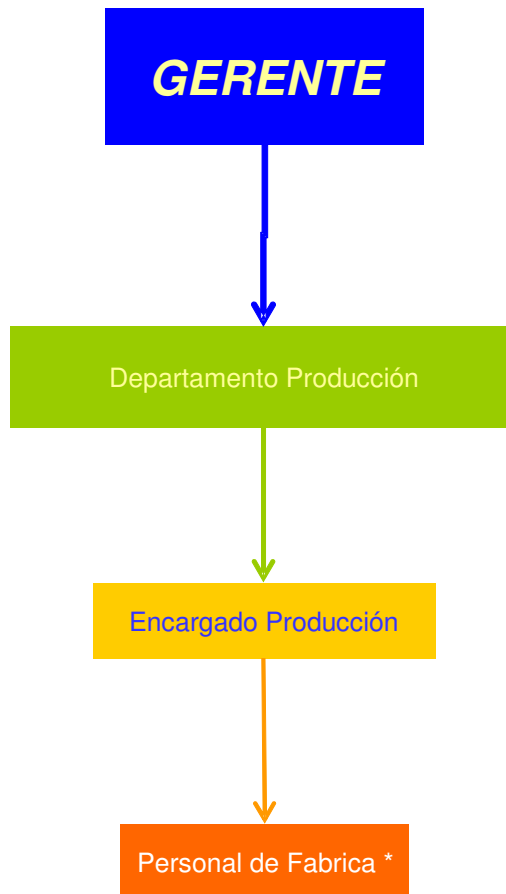 GERENTE
Departamento Producción
Encargado Producción
Personal de Fabrica *